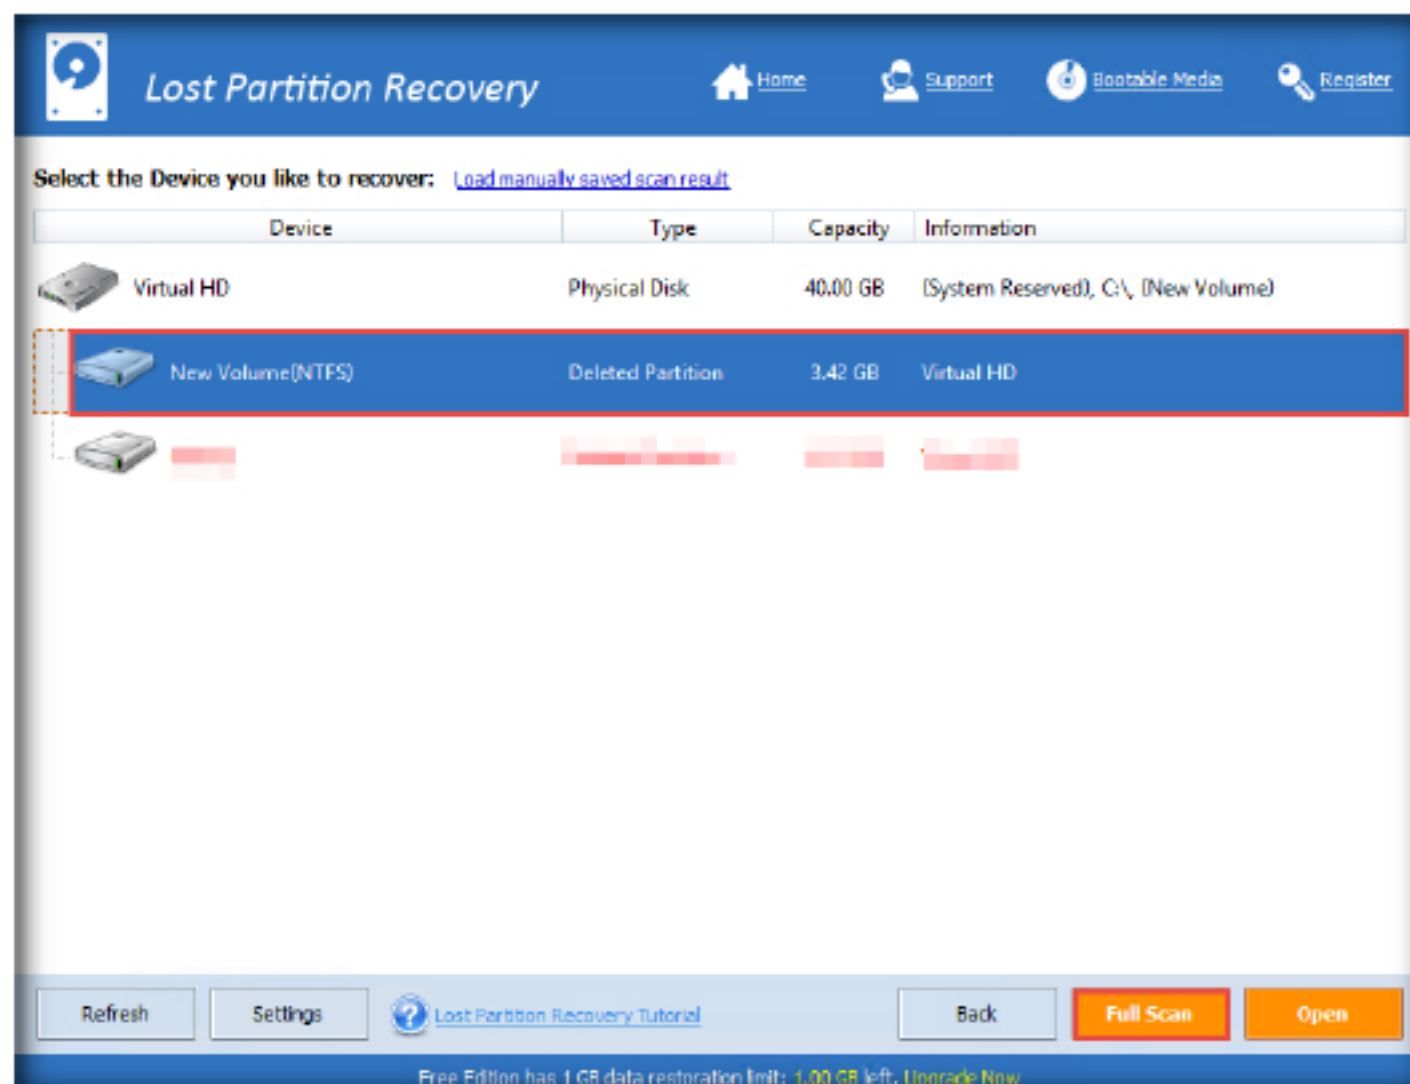 Lost Partition Recovery Home Support Bootable Media Register
Select the Device you like to recover: Load manually saved scan result
Device Type Capacity Information
Virtual HD Physical Disk 40.00 GB (System Reserved), C:\, (New Volume)
New Volume(NTFS) Deleted Partition 3.42 GB Virtual HD
Refresh Settings ? Lost Partition Recovery Tutorial Back Full Scan Open
Free Edition has 1 GB data restoration limit: 1.00 GB left. Upgrade Now